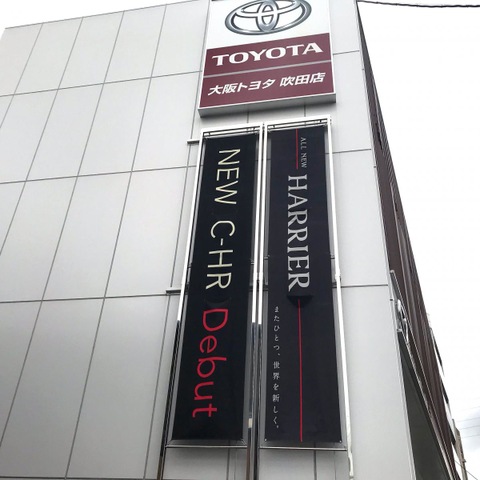 TOYOTA
大阪トヨタ 吹田店
NEW C-HR Debut
ALL NEW HARRIER
またひとつ、世界を新しく。